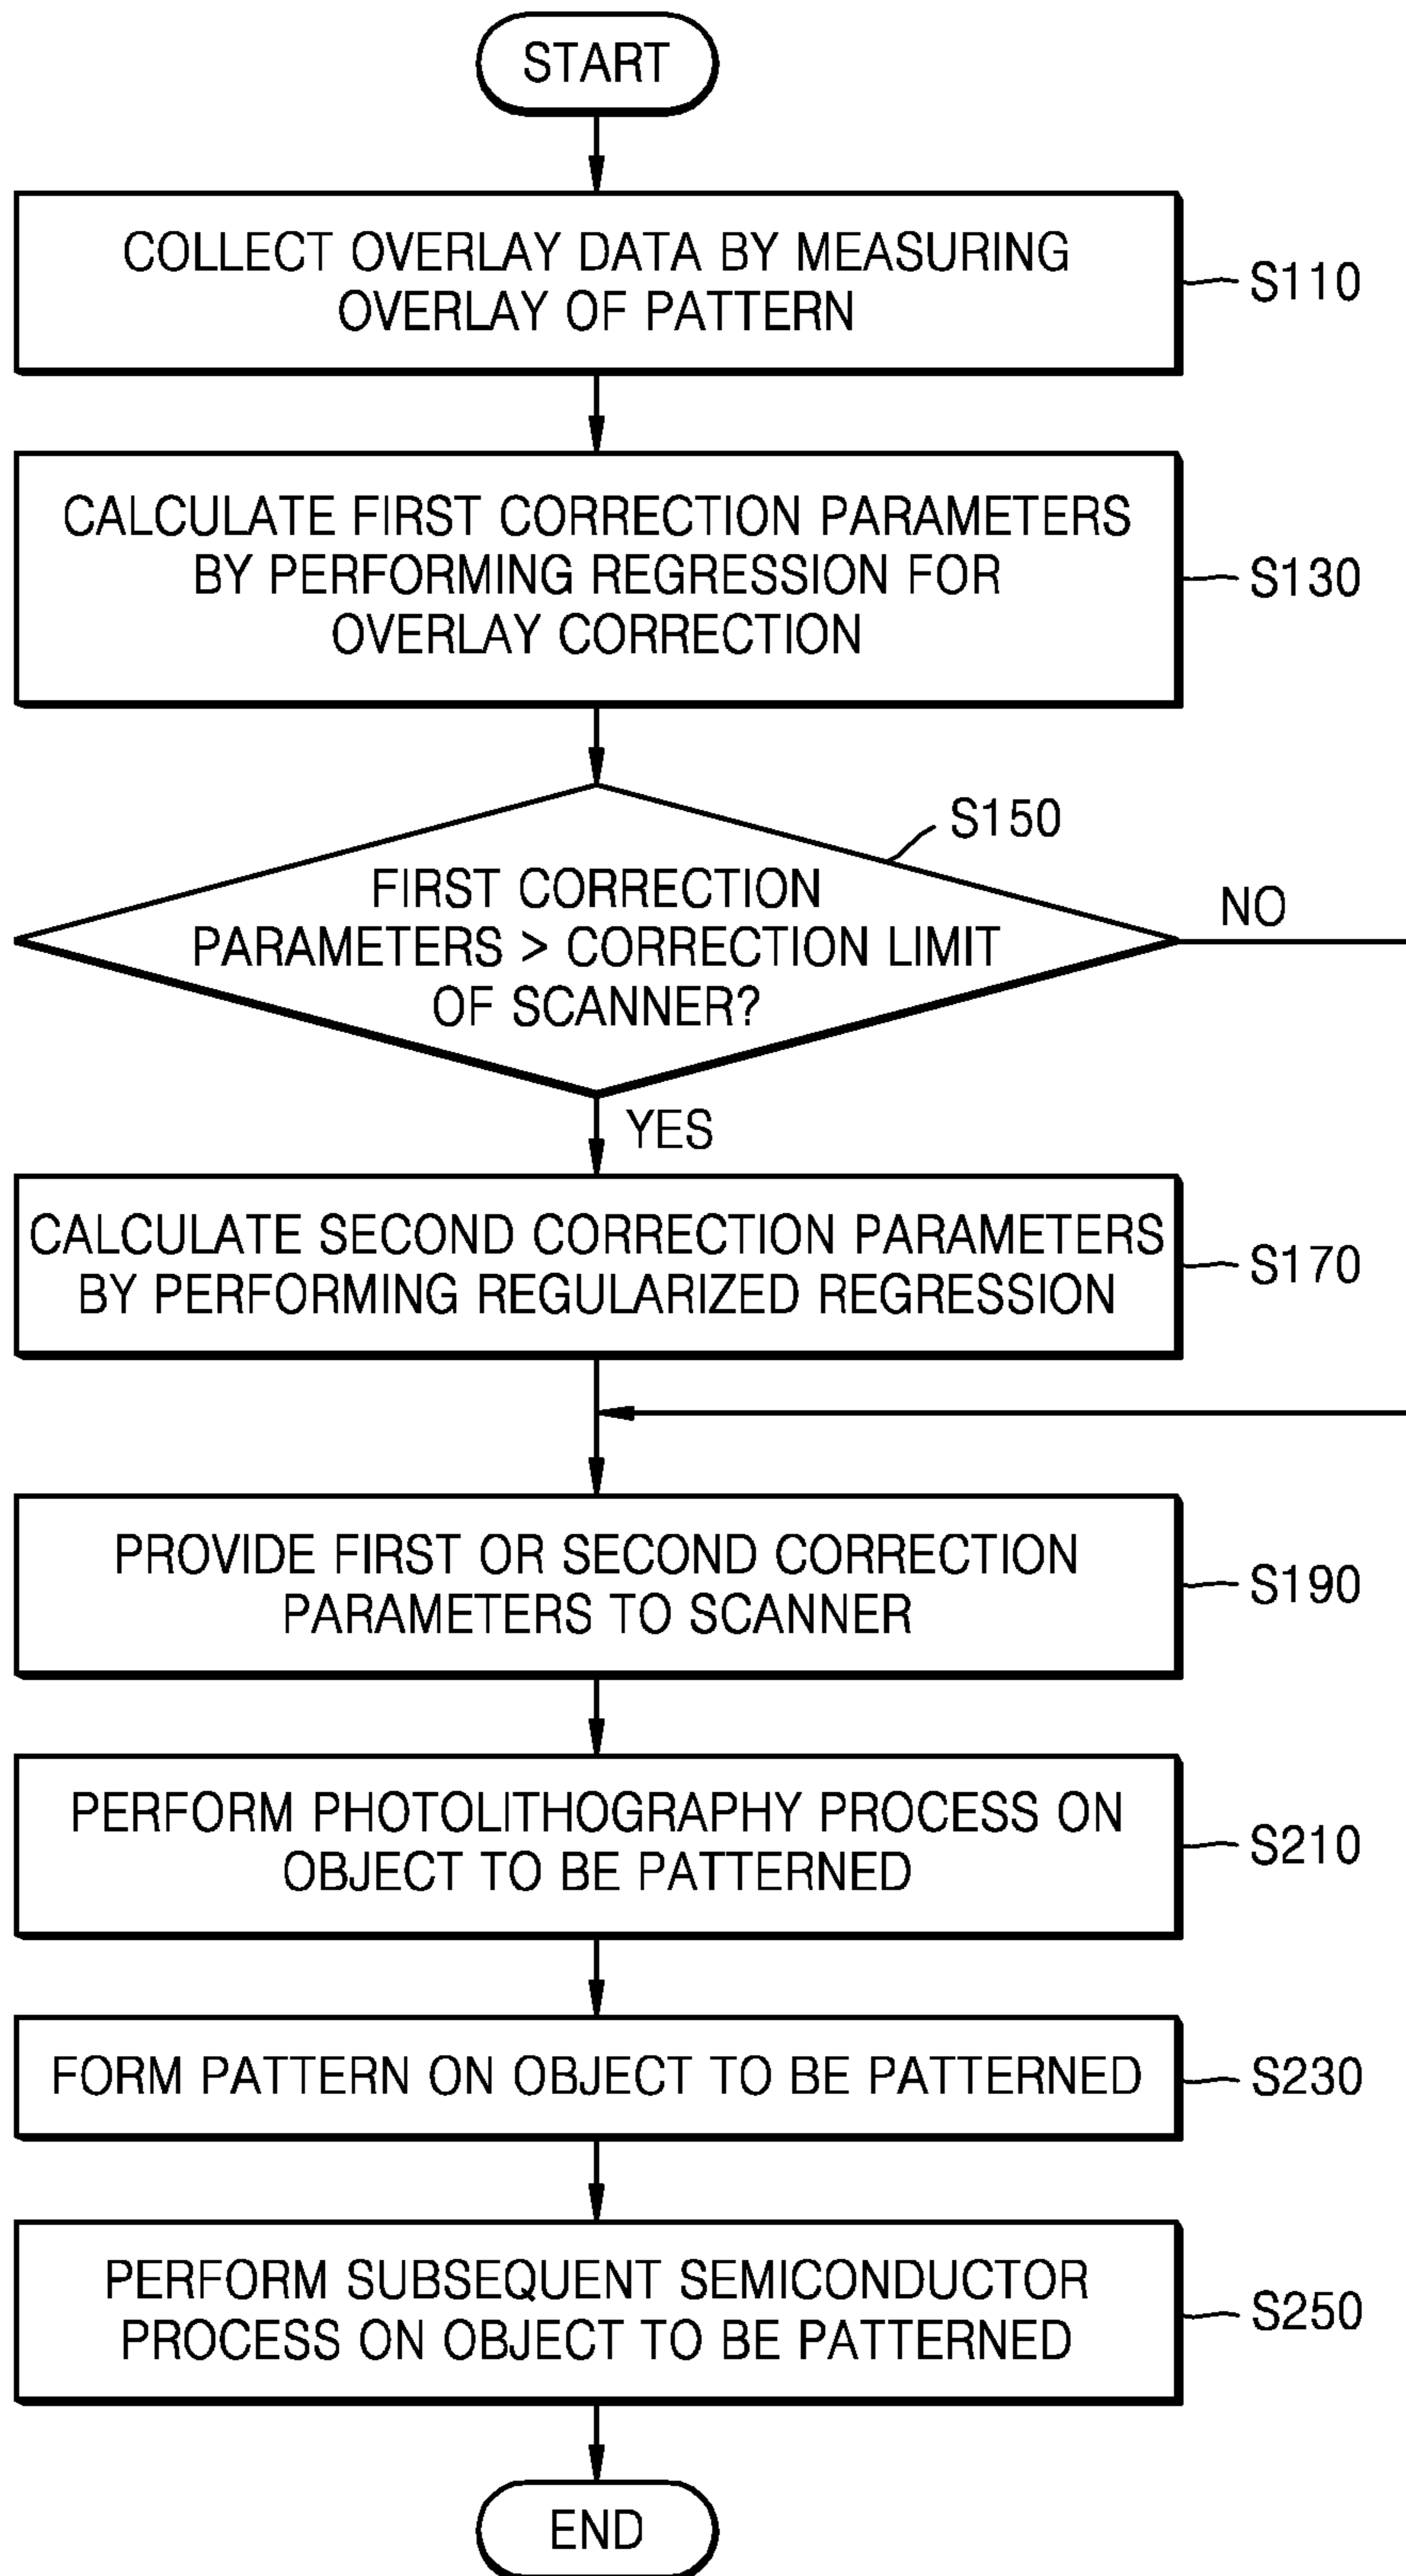 START
COLLECT OVERLAY DATA BY MEASURING
OVERLAY OF PATTERN
S110
CALCULATE FIRST CORRECTION PARAMETERS
BY PERFORMING REGRESSION FOR
OVERLAY CORRECTION
S130
S150
FIRST CORRECTION
PARAMETERS > CORRECTION LIMIT
OF SCANNER?
NO
YES
CALCULATE SECOND CORRECTION PARAMETERS
BY PERFORMING REGULARIZED REGRESSION
S170
PROVIDE FIRST OR SECOND CORRECTION
PARAMETERS TO SCANNER
S190
PERFORM PHOTOLITHOGRAPHY PROCESS ON
OBJECT TO BE PATTERNED
S210
FORM PATTERN ON OBJECT TO BE PATTERNED
S230
PERFORM SUBSEQUENT SEMICONDUCTOR
PROCESS ON OBJECT TO BE PATTERNED
S250
END